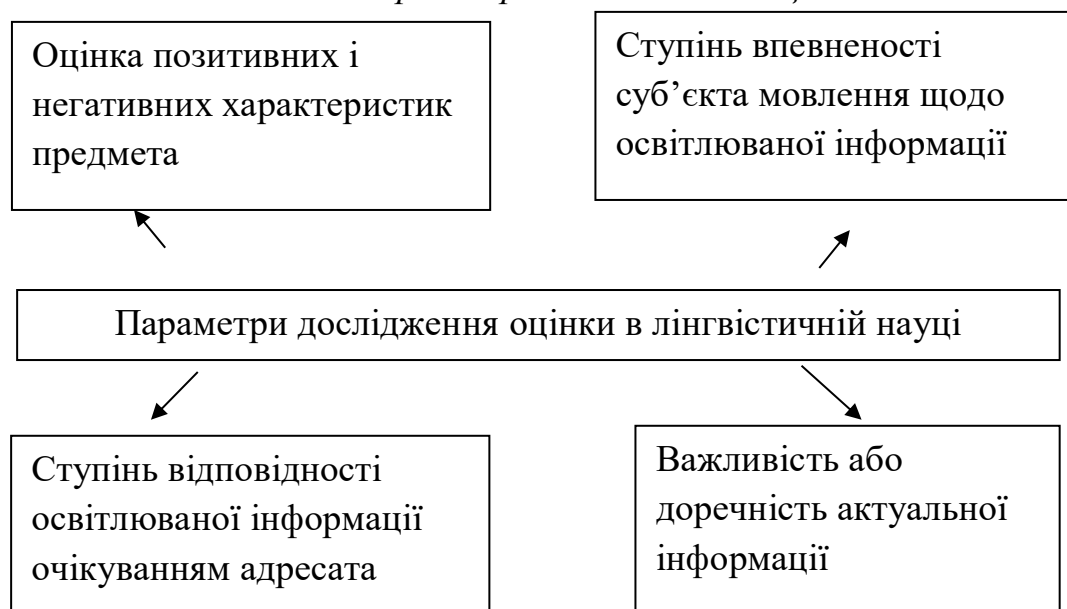 Оцінка позитивних і
негативних характеристик
предмета
Ступінь впевненості
суб’єкта мовлення щодо
освітлюваної інформації
Параметри дослідження оцінки в лінгвістичній науці
Ступінь відповідності
освітлюваної інформації
очікуванням адресата
Важливість або
доречність актуальної
інформації